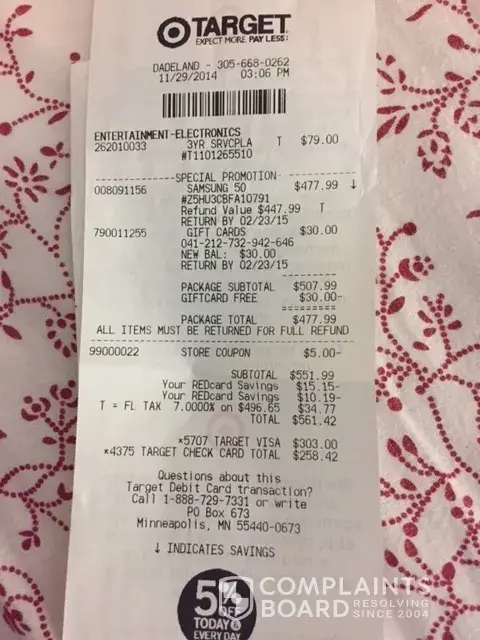 TARGET
EXPECT MORE. PAY LESS.
DADELAND - 305-668-0262
11/29/2014 03:06 PM
ENTERTAINMENT-ELECTRONICS
262010033 3YR SRVCPLA T $79.00
#T1101265510
SPECIAL PROMOTION
008091156 SAMSUNG 50 $477.99 ↓
#Z5HU3CBFA10791
Refund Value $447.99 T
RETURN BY 02/23/15
790011255 GIFT CARDS $30.00
041-212-732-942-646
NEW BAL: $30.00
RETURN BY 02/23/15
PACKAGE SUBTOTAL $507.99
GIFTCARD FREE $30.00-
PACKAGE TOTAL $477.99
ALL ITEMS MUST BE RETURNED FOR FULL REFUND
99000022 STORE COUPON $5.00-
SUBTOTAL $551.99
Your REDcard Savings $15.15-
Your REDcard Savings $10.19-
T = FL TAX 7.0000% on $496.65 $34.77
TOTAL $561.42
*5707 TARGET VISA $303.00
*4375 TARGET CHECK CARD TOTAL $258.42
Questions about this
Target Debit Card transaction?
Call 1-888-729-7331 or write
PO Box 673
Minneapolis, MN 55440-0673
↓ INDICATES SAVINGS
5%
OFF
TODAY &
EVERY DAY
COMPLAINTS
BOARD RESOLVING
SINCE 2004